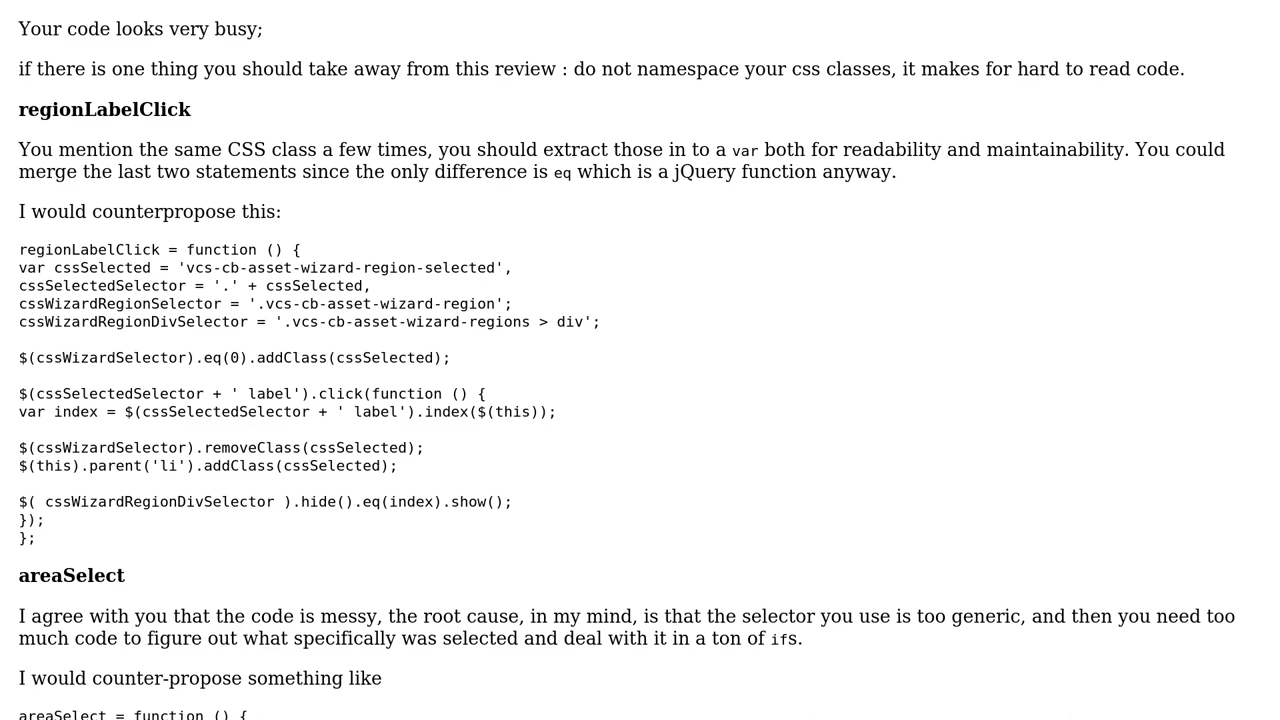 Your code looks very busy;
if there is one thing you should take away from this review : do not namespace your css classes, it makes for hard to read code.
regionLabelClick
You mention the same CSS class a few times, you should extract those in to a var both for readability and maintainability. You could
merge the last two statements since the only difference is eq which is a jQuery function anyway.
I would counterpropose this:
regionLabelClick = function () {
var cssSelected = 'vcs-cb-asset-wizard-region-selected',
cssSelectedSelector = '.' + cssSelected,
cssWizardRegionSelector = '.vcs-cb-asset-wizard-region';
cssWizardRegionDivSelector = '.vcs-cb-asset-wizard-regions > div';
$(cssWizardSelector).eq(0).addClass(cssSelected);
$(cssSelectedSelector + ' label').click(function () {
var index = $(cssSelectedSelector + ' label').index($(this));
$(cssWizardSelector).removeClass(cssSelected);
$(this).parent('li').addClass(cssSelected);
$( cssWizardRegionDivSelector ).hide().eq(index).show();
});
};
areaSelect
I agree with you that the code is messy, the root cause, in my mind, is that the selector you use is too generic, and then you need too
much code to figure out what specifically was selected and deal with it in a ton of ifs.
I would counter-propose something like
areaSelect = function () {